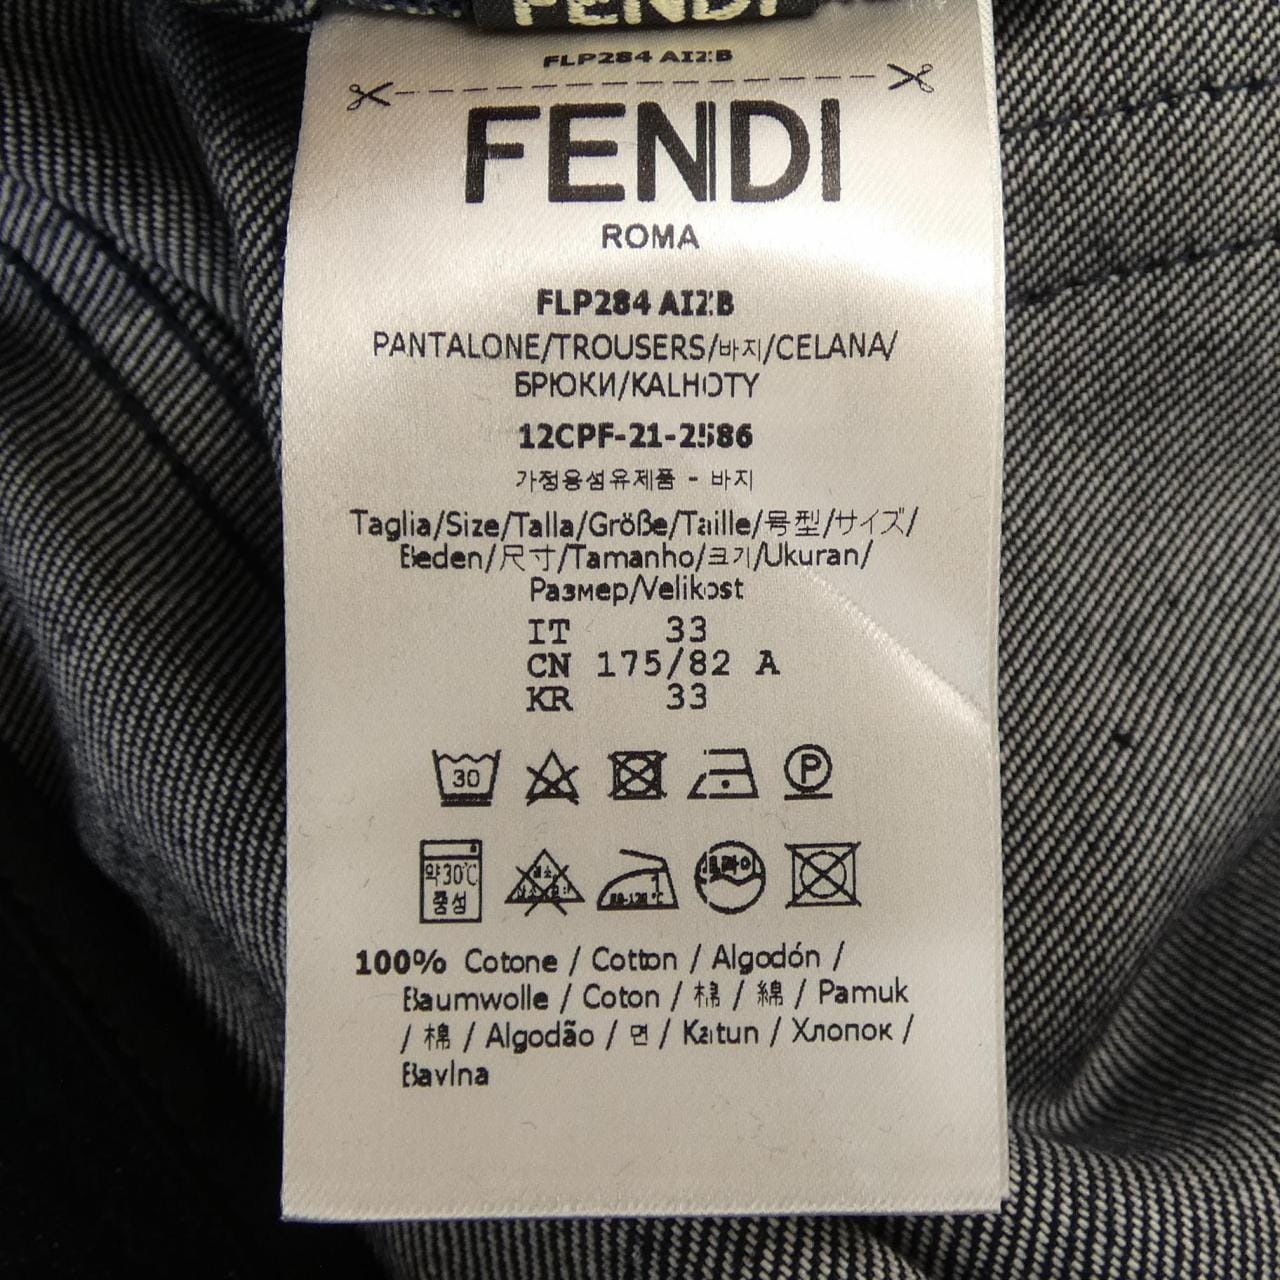 FENDI
FLP284 AI2B
FENDI
ROMA
FLP284 AI2B
PANTALONE/TROUSERS/바지/CELANA/
БРЮКИ/KALHOTY
12CPF-21-2586
가정용섬유제품 - 바지
Taglia/Size/Talla/Größe/Taille/号型/サイズ/
Beden/尺寸/Tamanho/크기/Ukuran/
Размер/Velikost
IT 33
CN 175/82 A
KR 33
30 P
약30℃
중성
100% Cotone / Cotton / Algodón /
Baumwolle / Coton / 棉 / 綿 / Pamuk
/ 棉 / Algodão / 면 / Katun / Хлопок /
Bavlna